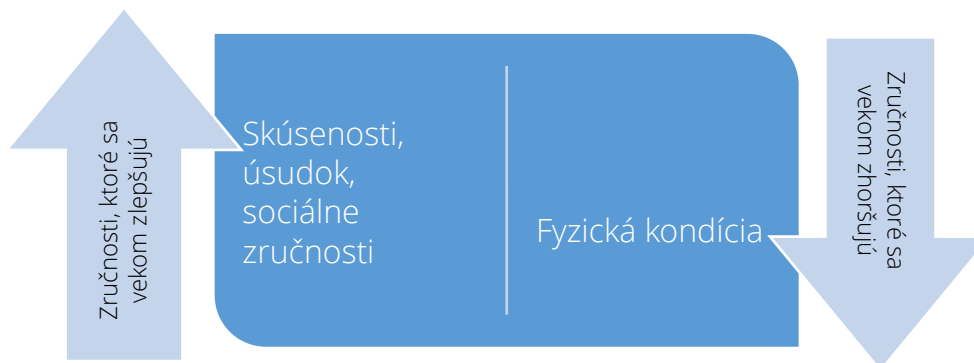 Zručnosti, ktoré sa
vekom zlepšujú
Skúsenosti,
úsudok,
sociálne
zručnosti
Fyzická kondícia
Zručnosti, ktoré sa
vekom zhoršujú